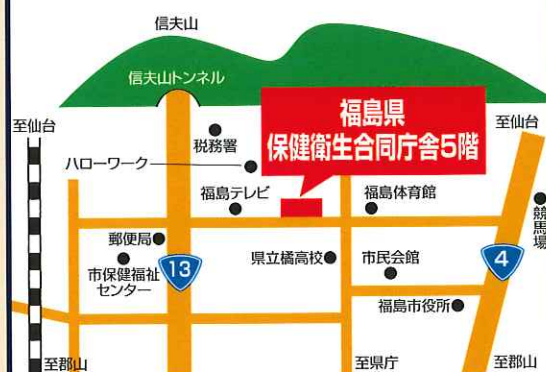 信夫山
信夫山トンネル
福島県
保健衛生合同庁舎5階
至仙台
至仙台
税務署
ハローワーク
福島テレビ
福島体育館
競馬場
郵便局
県立橘高校
市民会館
市保健福祉
センター
13
4
福島市役所
至郡山
至県庁
至郡山